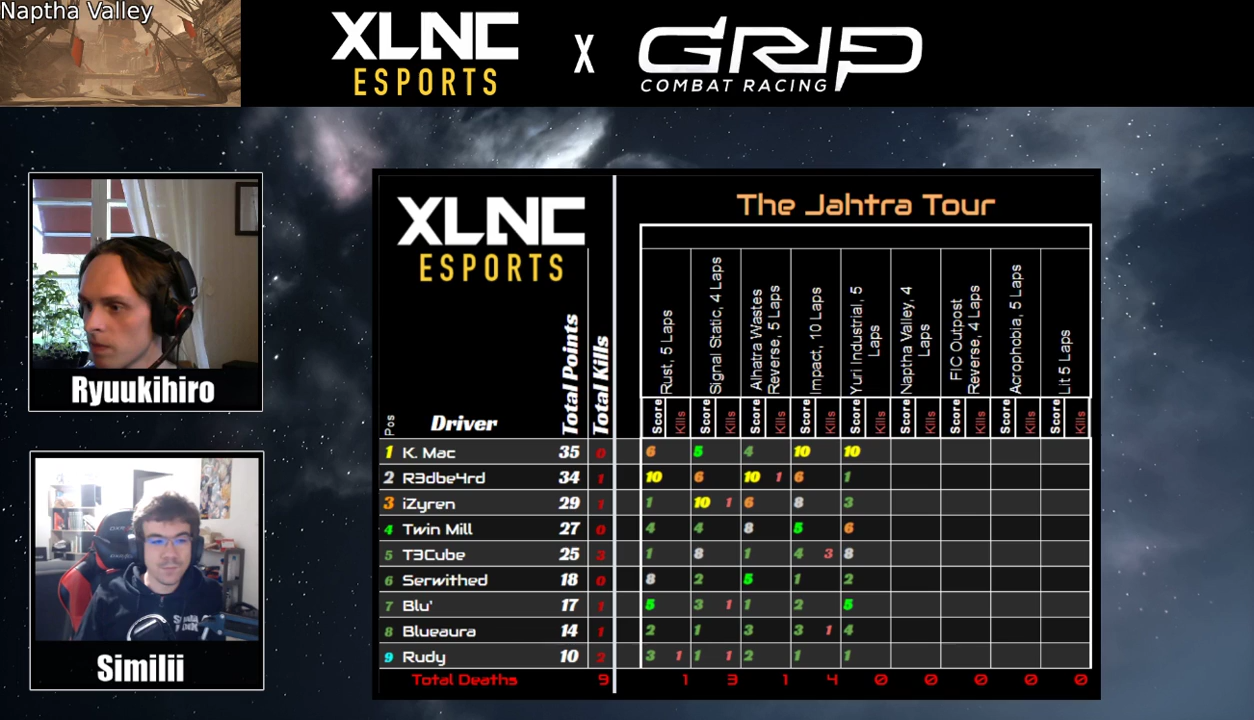 Naptha Valley
XLNC
ESPORTS
X
GRIP
COMBAT RACING
Ryuukihiro
Similii
XLNC
ESPORTS
The Jahtra Tour
Pos Driver Total Points Total Kills
Rust, 5 Laps
Signal Static, 4 Laps
Alhatra Wastes
Reverse, 5 Laps
Impact, 10 Laps
Yuri Industrial, 5
Laps
Naptha Valley, 4
Laps
FIC Outpost
Reverse, 4 Laps
Acrophobia, 5 Laps
Lit 5 Laps
Score Kills Score Kills Score Kills Score Kills Score Kills Score Kills Score Kills Score Kills Score Kills
1 K. Mac 35 0 6 5 4 10 10
2 R3dbe4rd 34 1 10 6 10 1 6 1
3 iZyren 29 1 1 10 1 6 8 3
4 Twin Mill 27 0 4 4 8 5 6
5 T3Cube 25 3 1 8 1 4 3 8
6 Serwithed 18 0 8 2 5 1 2
7 Blu' 17 1 5 3 1 1 2 5
8 Blueaura 14 1 2 1 3 3 1 4
9 Rudy 10 2 3 1 1 1 2 1 1
Total Deaths 9 1 3 1 4 0 0 0 0 0